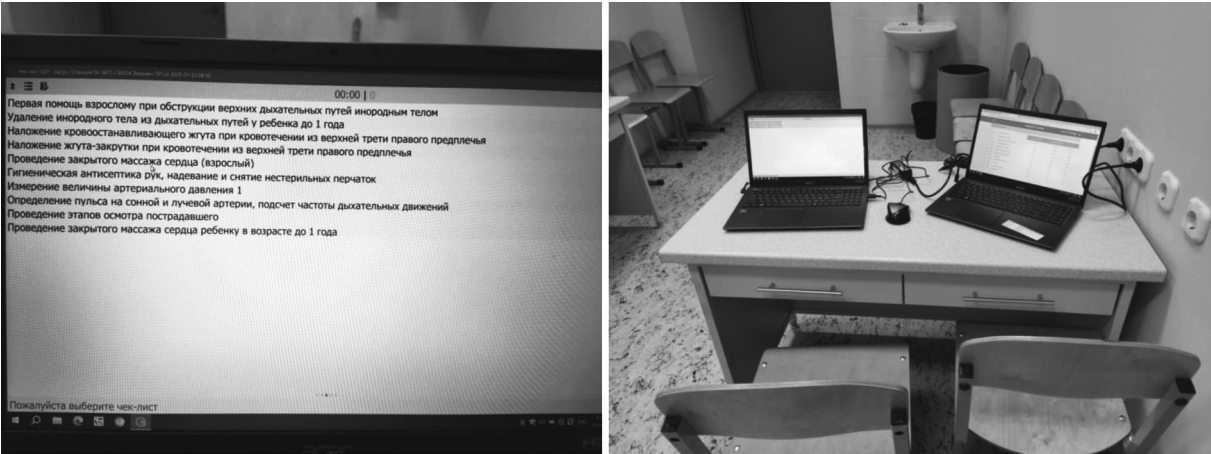 00:00 | 0
Первая помощь взрослому при обструкции верхних дыхательных путей инородным телом
Удаление инородного тела из дыхательных путей у ребенка до 1 года
Наложение кровоостанавливающего жгута при кровотечении из верхней трети правого предплечья
Наложение жгута-закрутки при кровотечении из верхней трети правого предплечья
Проведение закрытого массажа сердца (взрослый)
Гигиеническая антисептика рук, надевание и снятие нестерильных перчаток
Измерение величины артериального давления 1
Определение пульса на сонной и лучевой артерии, подсчет частоты дыхательных движений
Проведение этапов осмотра пострадавшего
Проведение закрытого массажа сердца ребенку в возрасте до 1 года
Пожалуйста выберите чек-лист